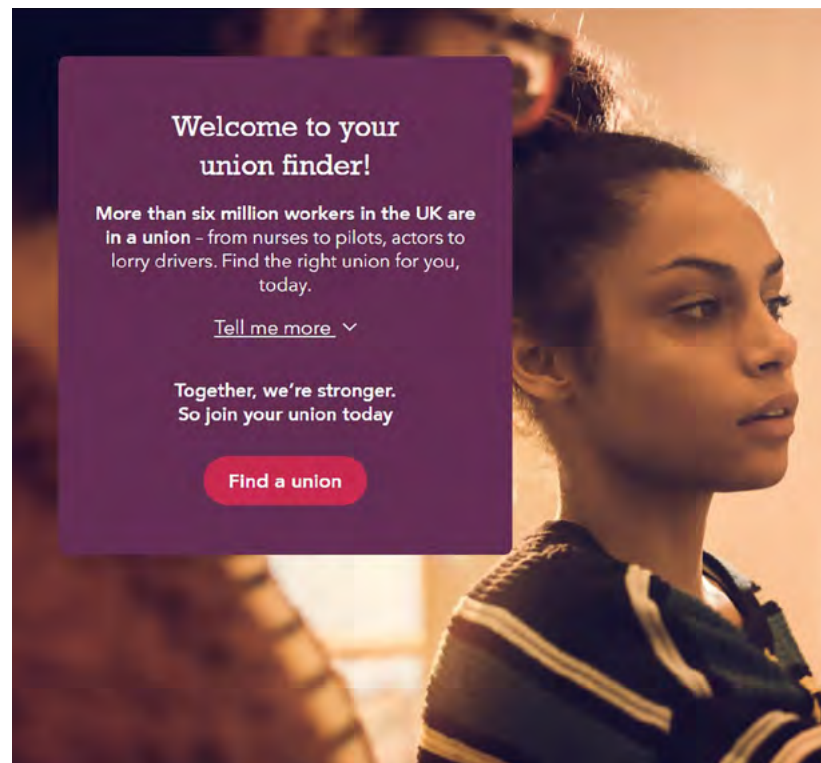 Welcome to your
union finder!
More than six million workers in the UK are
in a union – from nurses to pilots, actors to
lorry drivers. Find the right union for you,
today.
Tell me more
Together, we're stronger.
So join your union today
Find a union